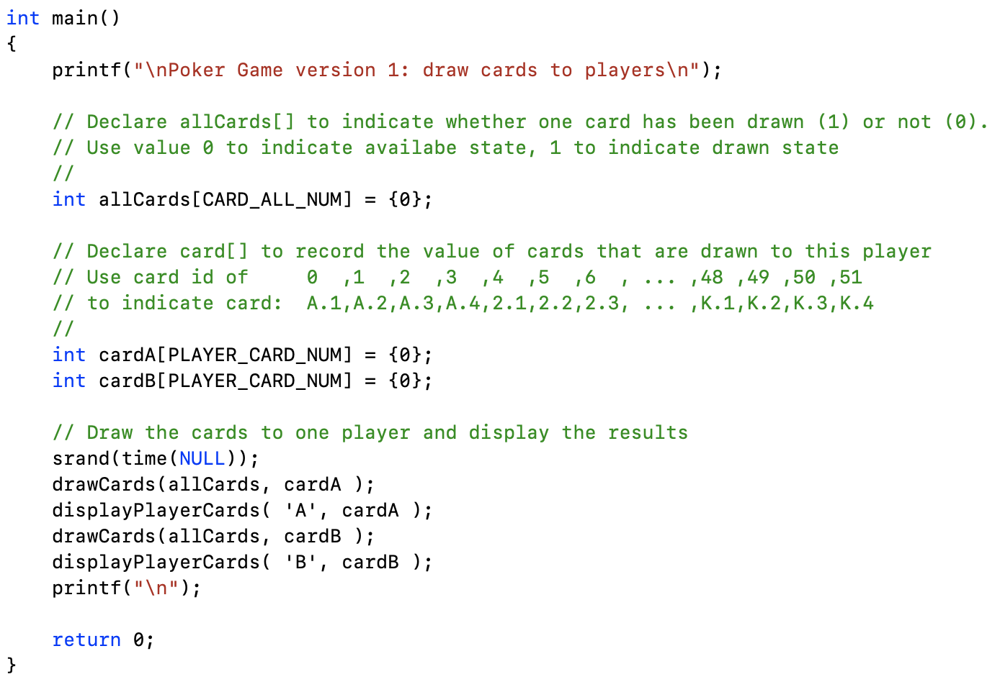 int main()
{
    printf("\nPoker Game version 1: draw cards to players\n");

    // Declare allCards[] to indicate whether one card has been drawn (1) or not (0).
    // Use value 0 to indicate availabe state, 1 to indicate drawn state
    //
    int allCards[CARD_ALL_NUM] = {0};

    // Declare card[] to record the value of cards that are drawn to this player
    // Use card id of     0  ,1  ,2  ,3  ,4  ,5  ,6  , ... ,48 ,49 ,50 ,51
    // to indicate card:  A.1,A.2,A.3,A.4,2.1,2.2,2.3, ... ,K.1,K.2,K.3,K.4
    //
    int cardA[PLAYER_CARD_NUM] = {0};
    int cardB[PLAYER_CARD_NUM] = {0};

    // Draw the cards to one player and display the results
    srand(time(NULL));
    drawCards(allCards, cardA );
    displayPlayerCards( 'A', cardA );
    drawCards(allCards, cardB );
    displayPlayerCards( 'B', cardB );
    printf("\n");

    return 0;
}